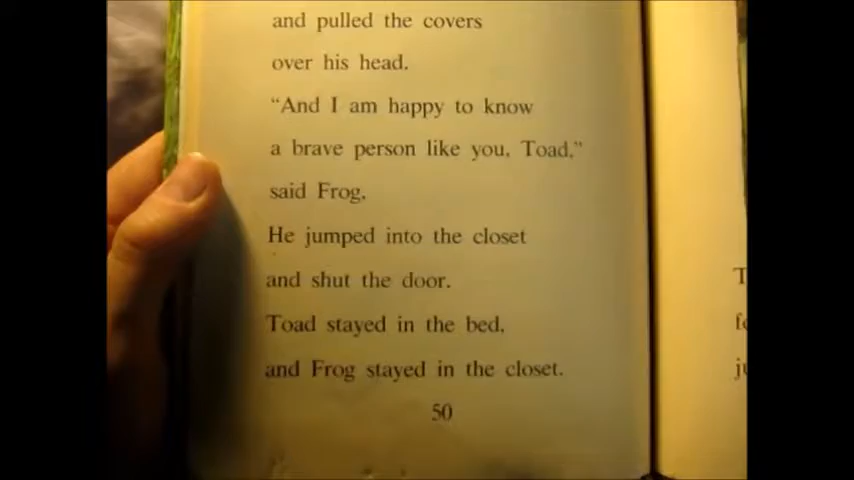 and pulled the covers
over his head.
“And I am happy to know
a brave person like you, Toad,”
said Frog.
He jumped into the closet
and shut the door.
Toad stayed in the bed,
and Frog stayed in the closet.
50